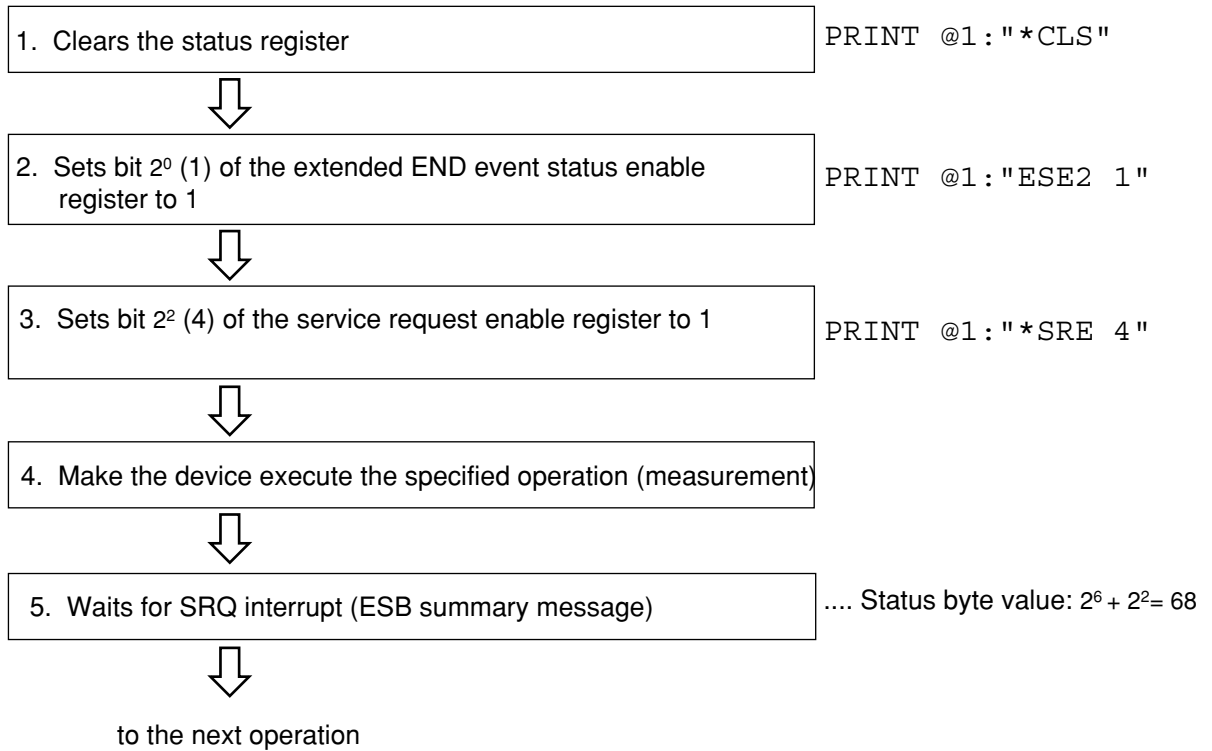 1. Clears the status register
PRINT @1:"*CLS"
2. Sets bit 2⁰ (1) of the extended END event status enable
register to 1
PRINT @1:"ESE2 1"
3. Sets bit 2² (4) of the service request enable register to 1
PRINT @1:"*SRE 4"
4. Make the device execute the specified operation (measurement)
5. Waits for SRQ interrupt (ESB summary message)
.... Status byte value: 2⁶ + 2²= 68
to the next operation